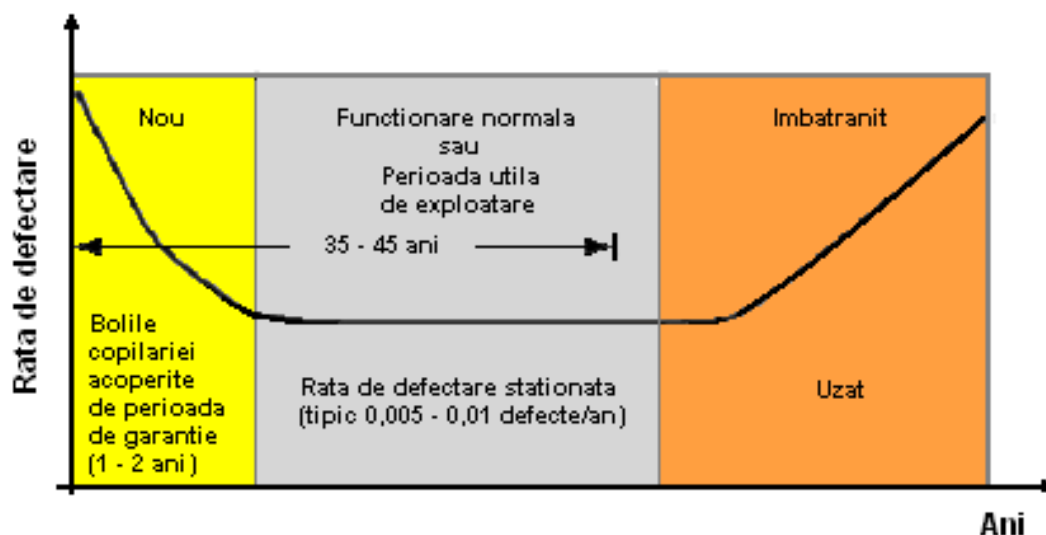 Rata de defectare
Nou
Functionare normala
sau
Perioada utila
de exploatare
Imbatranit
35 - 45 ani
Bolile
copilariei
acoperite
de perioada
de garantie
(1 - 2 ani)
Rata de defectare stationata
(tipic 0,005 - 0,01 defecte/an)
Uzat
Ani